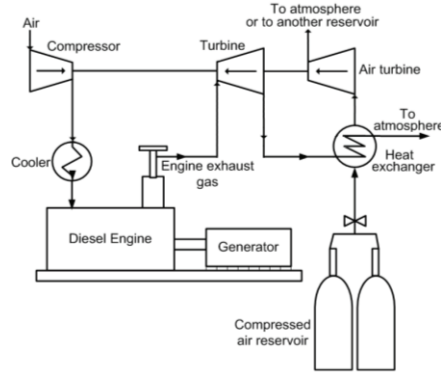 Air
Compressor
Turbine
To atmosphere
or to another reservoir
Air turbine
To
atmosphere
Heat
exchanger
Cooler
Engine exhaust
gas
Diesel Engine
Generator
Compressed
air reservoir